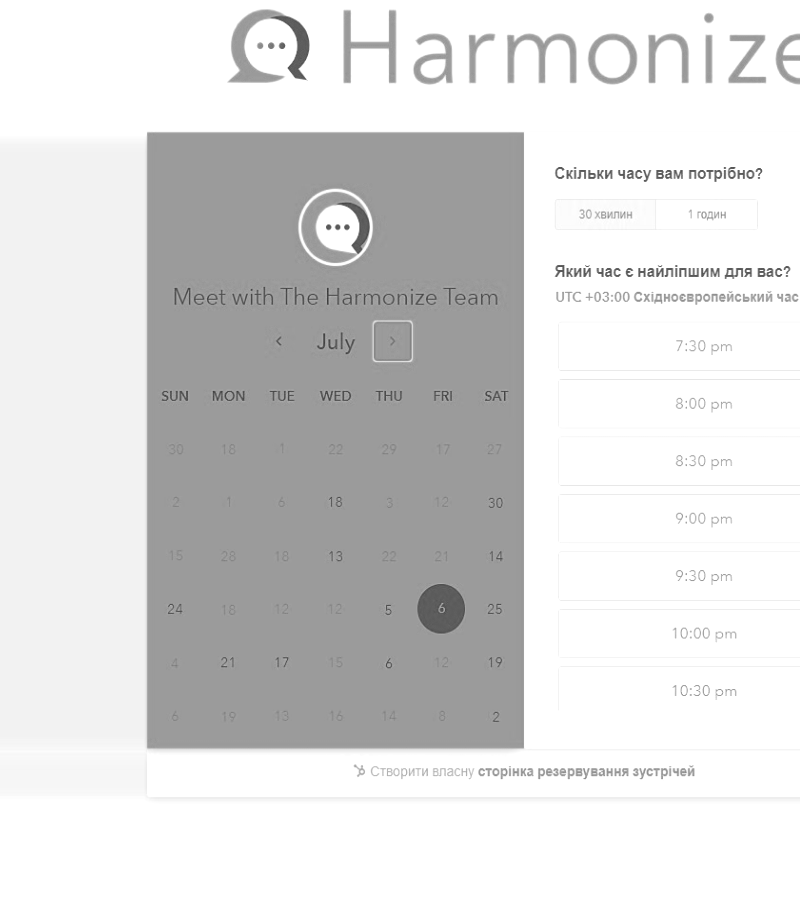 Harmonize
Meet with The Harmonize Team
July
SUN MON TUE WED THU FRI SAT
30 18 1 22 29 17 27
2 1 6 18 3 12 30
15 28 18 13 22 21 14
24 18 12 12 5 6 25
4 21 17 15 6 12 19
6 19 13 16 14 8 2
Скільки часу вам потрібно?
30 хвилин 1 годин
Який час є найліпшим для вас?
UTC +03:00 Східноєвропейський час
7:30 pm
8:00 pm
8:30 pm
9:00 pm
9:30 pm
10:00 pm
10:30 pm
Створити власну сторінка резервування зустрічей